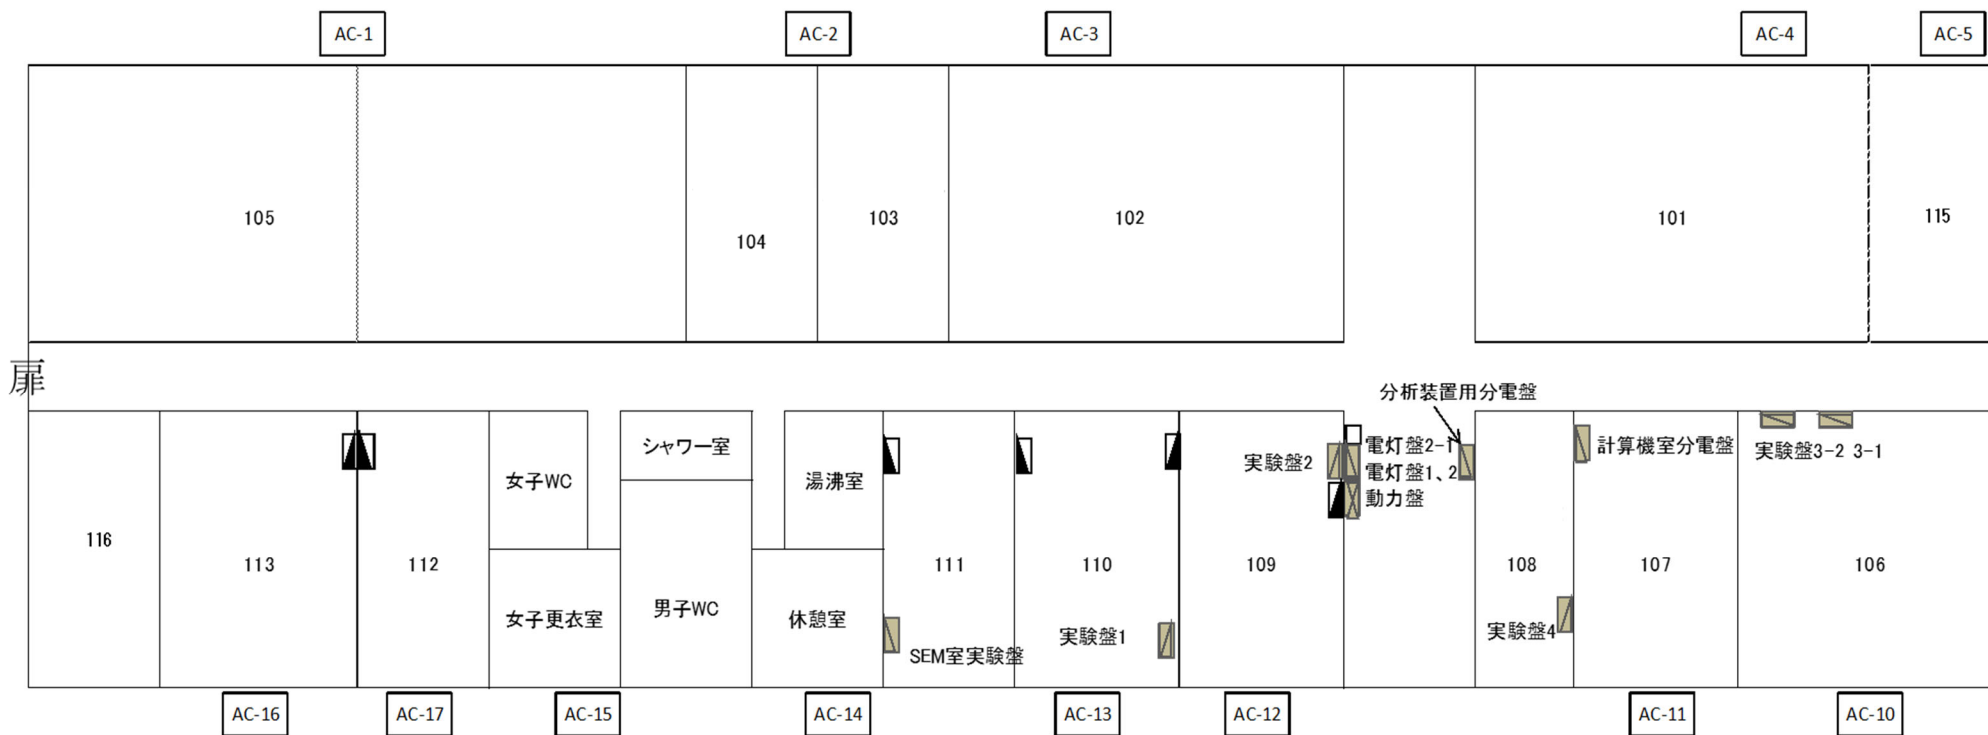 AC-1
AC-2
AC-3
AC-4
AC-5
105
104
103
102
101
115
扉
分析装置用分電盤
116
113
112
女子WC
シャワー室
湯沸室
女子更衣室
男子WC
休憩室
111
SEM室実験盤
110
実験盤1
109
実験盤2
電灯盤2-1
電灯盤1、2
動力盤
108
実験盤4
計算機室分電盤
107
実験盤3-2 3-1
106
AC-16
AC-17
AC-15
AC-14
AC-13
AC-12
AC-11
AC-10